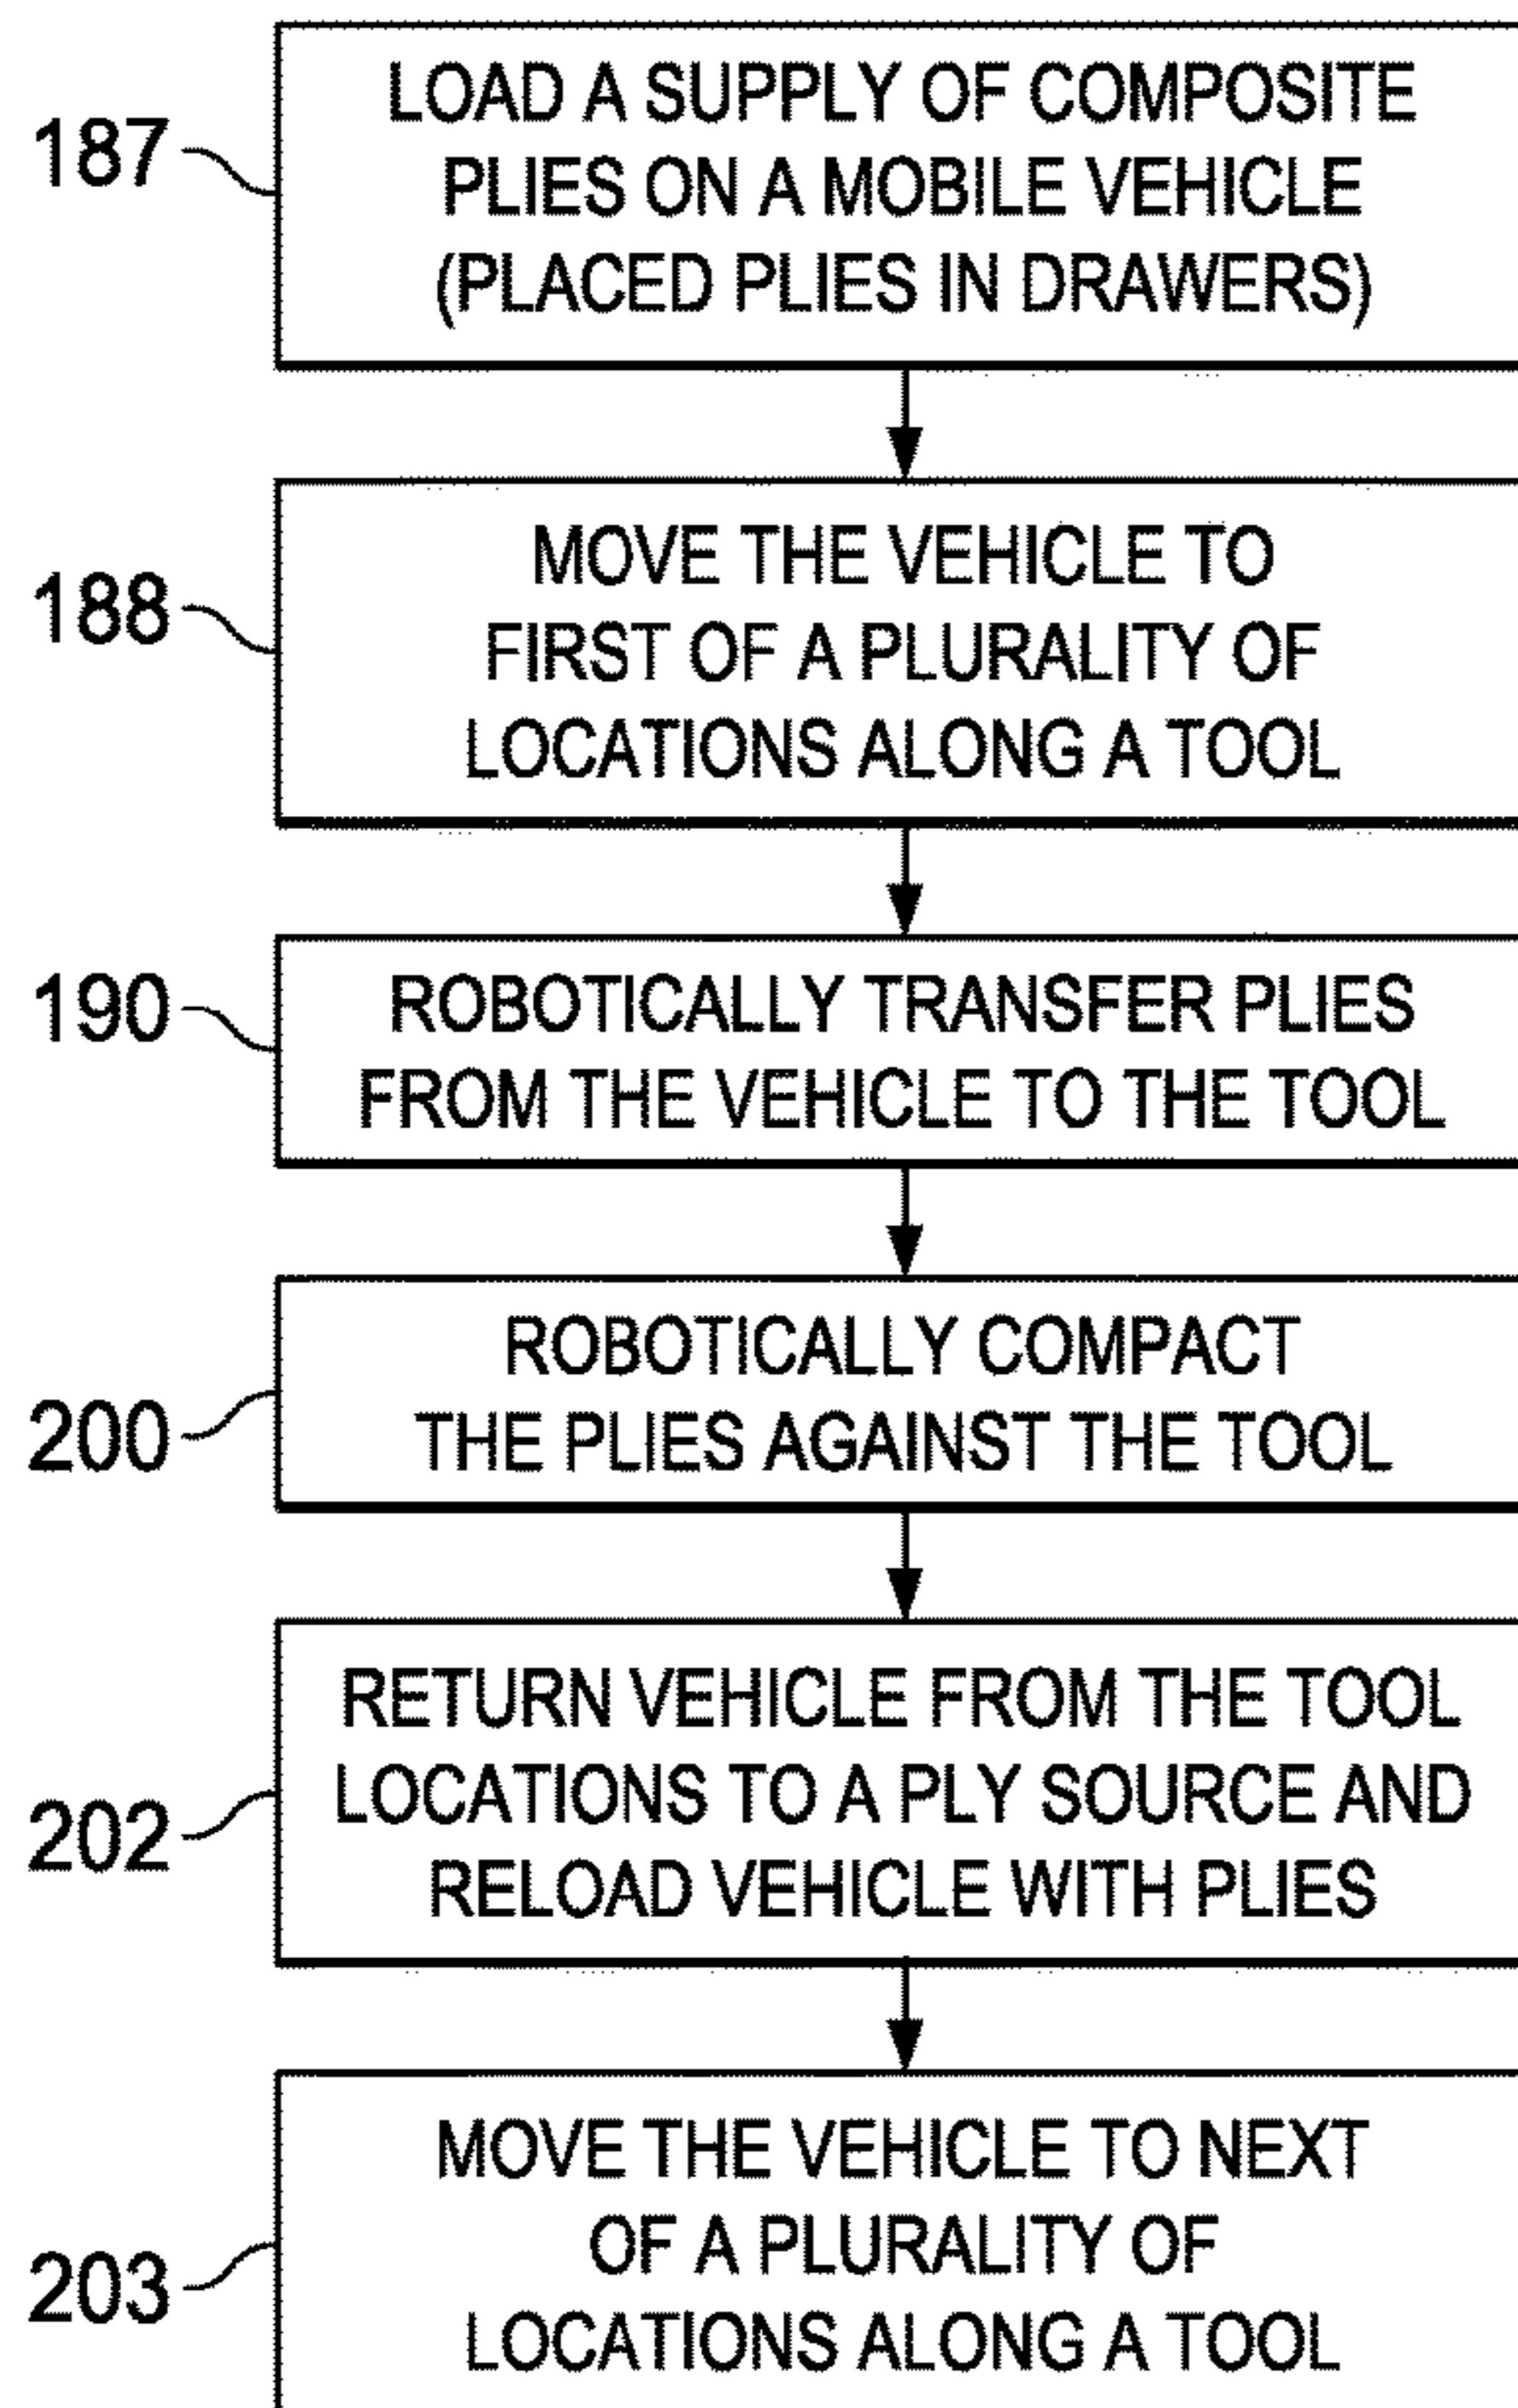 187
LOAD A SUPPLY OF COMPOSITE
PLIES ON A MOBILE VEHICLE
(PLACED PLIES IN DRAWERS)
188
MOVE THE VEHICLE TO
FIRST OF A PLURALITY OF
LOCATIONS ALONG A TOOL
190
ROBOTICALLY TRANSFER PLIES
FROM THE VEHICLE TO THE TOOL
200
ROBOTICALLY COMPACT
THE PLIES AGAINST THE TOOL
202
RETURN VEHICLE FROM THE TOOL
LOCATIONS TO A PLY SOURCE AND
RELOAD VEHICLE WITH PLIES
203
MOVE THE VEHICLE TO NEXT
OF A PLURALITY OF
LOCATIONS ALONG A TOOL